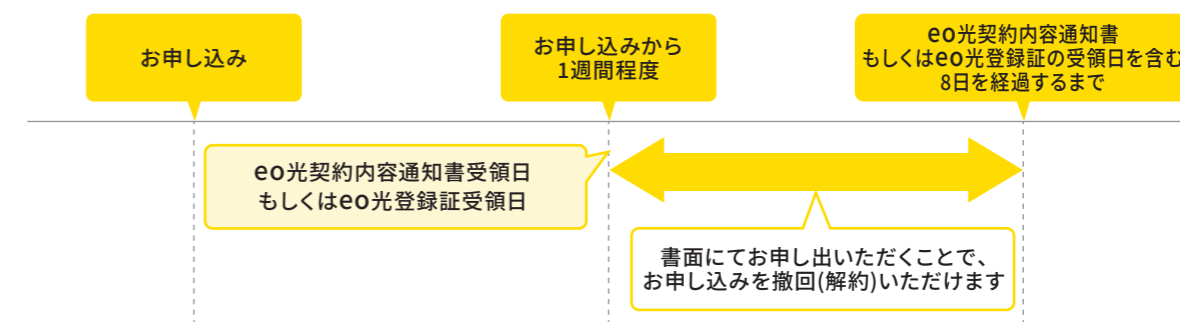 お申し込み
お申し込みから
1週間程度
eo光契約内容通知書
もしくはeo光登録証の受領日を含む
8日を経過するまで
eo光契約内容通知書受領日
もしくはeo光登録証受領日
書面にてお申し出いただくことで、
お申し込みを撤回(解約)いただけます